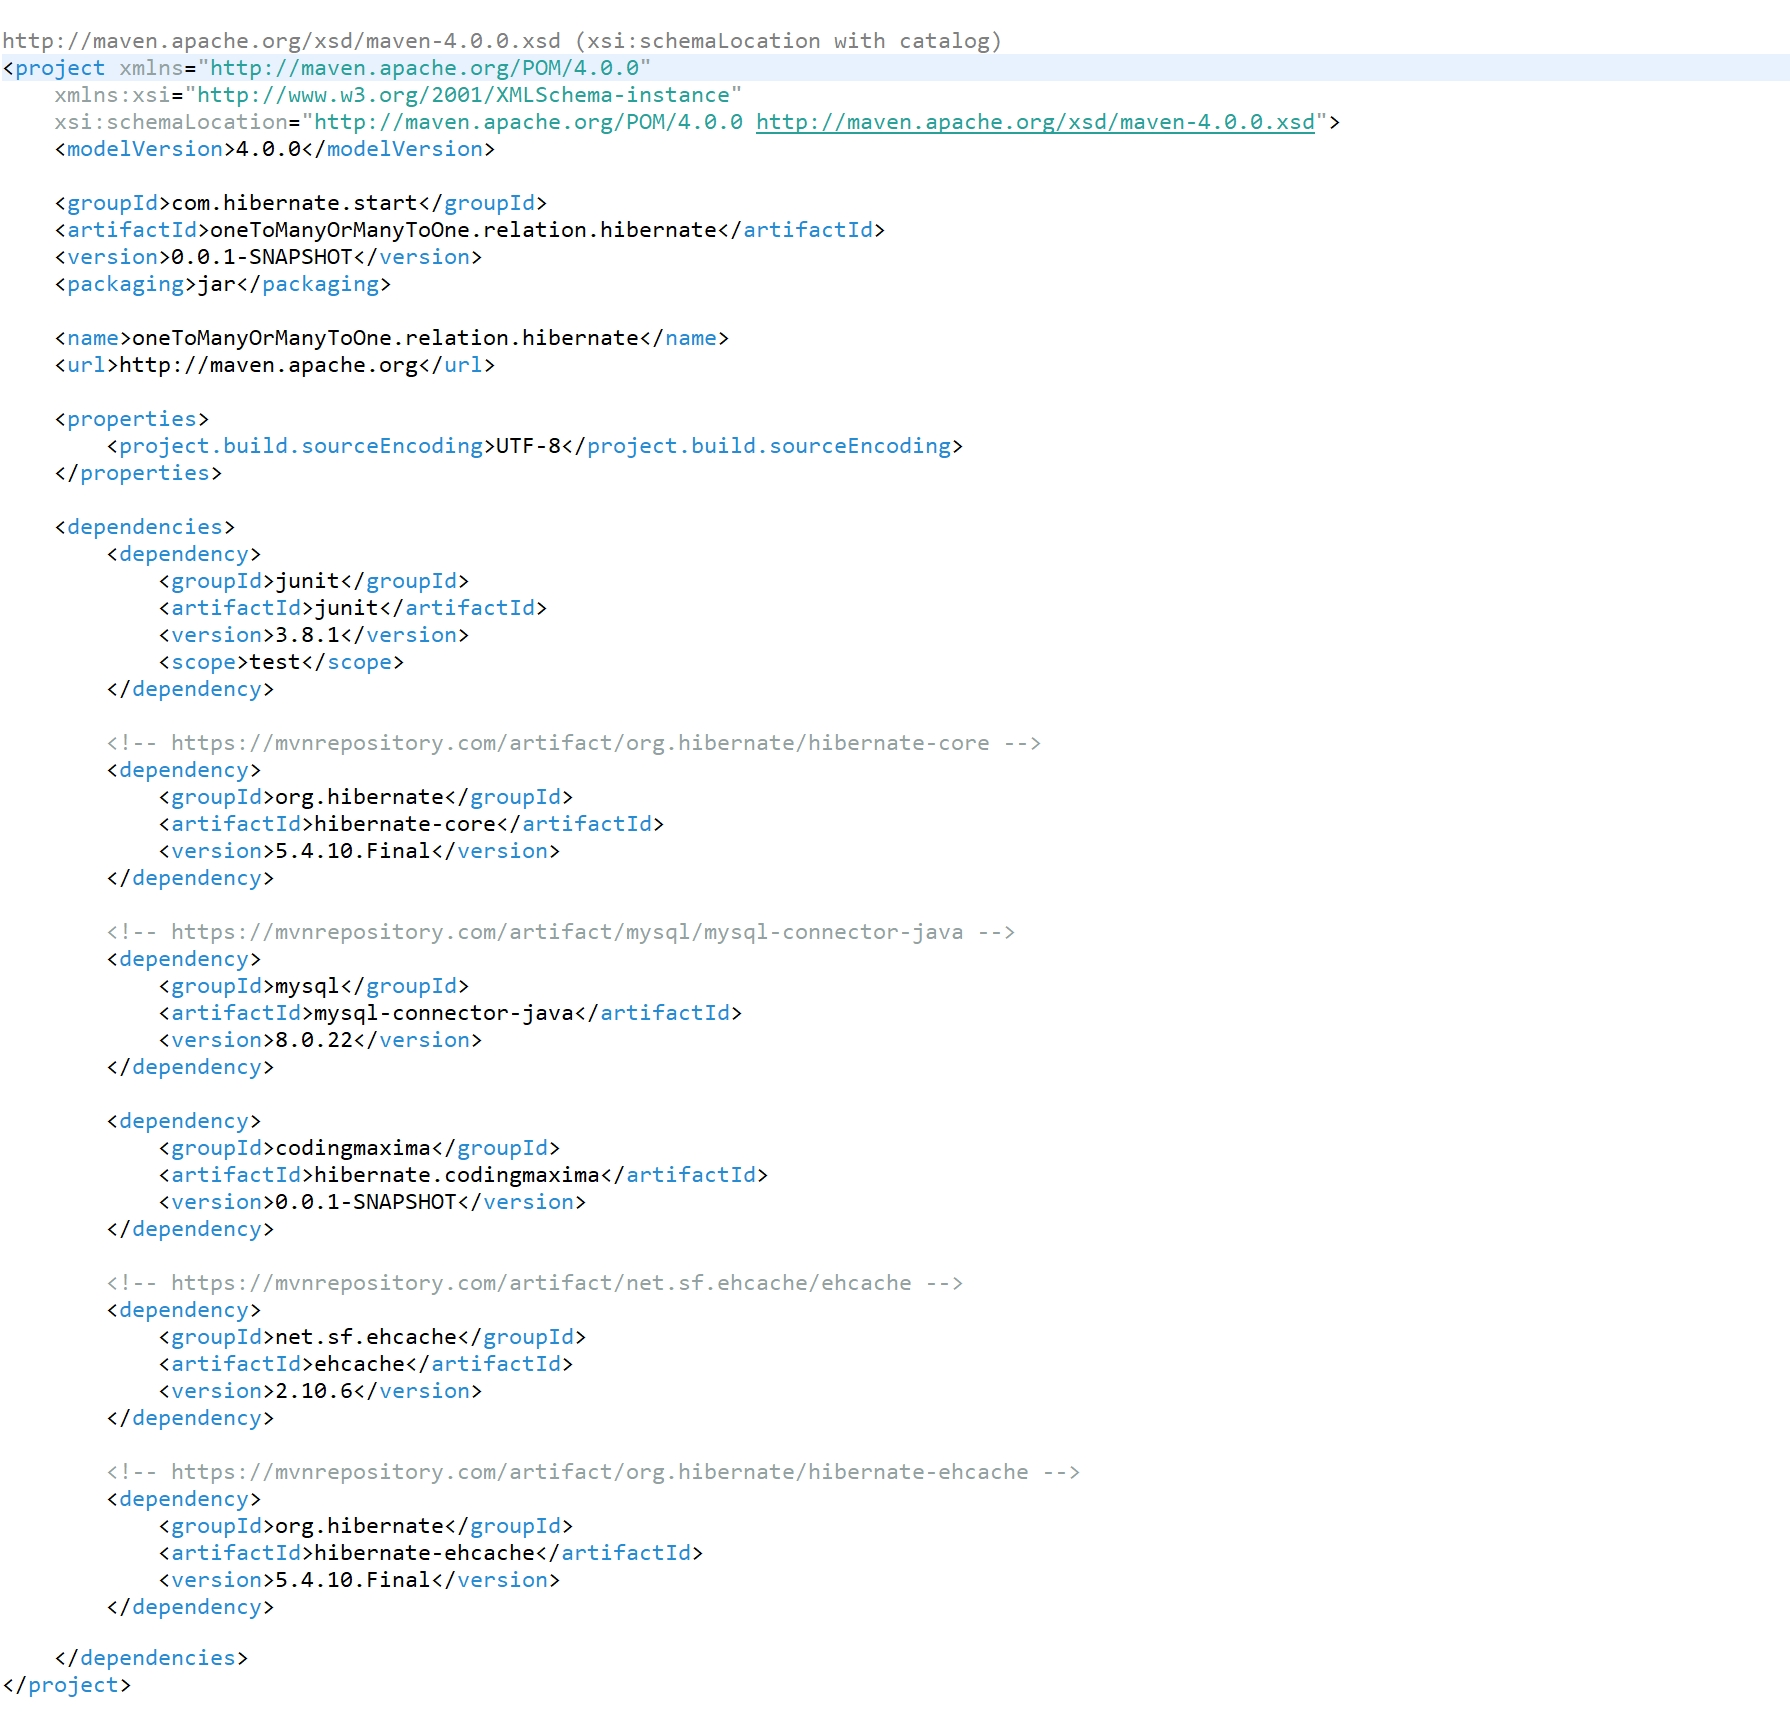 http://maven.apache.org/xsd/maven-4.0.0.xsd (xsi:schemaLocation with catalog)
<project xmlns="http://maven.apache.org/POM/4.0.0"
xmlns:xsi="http://www.w3.org/2001/XMLSchema-instance"
xsi:schemaLocation="http://maven.apache.org/POM/4.0.0 http://maven.apache.org/xsd/maven-4.0.0.xsd">
<modelVersion>4.0.0</modelVersion>
<groupId>com.hibernate.start</groupId>
<artifactId>oneToManyOrManyToOne.relation.hibernate</artifactId>
<version>0.0.1-SNAPSHOT</version>
<packaging>jar</packaging>
<name>oneToManyOrManyToOne.relation.hibernate</name>
<url>http://maven.apache.org</url>
<properties>
<project.build.sourceEncoding>UTF-8</project.build.sourceEncoding>
</properties>
<dependencies>
<dependency>
<groupId>junit</groupId>
<artifactId>junit</artifactId>
<version>3.8.1</version>
<scope>test</scope>
</dependency>
<!-- https://mvnrepository.com/artifact/org.hibernate/hibernate-core -->
<dependency>
<groupId>org.hibernate</groupId>
<artifactId>hibernate-core</artifactId>
<version>5.4.10.Final</version>
</dependency>
<!-- https://mvnrepository.com/artifact/mysql/mysql-connector-java -->
<dependency>
<groupId>mysql</groupId>
<artifactId>mysql-connector-java</artifactId>
<version>8.0.22</version>
</dependency>
<dependency>
<groupId>codingmaxima</groupId>
<artifactId>hibernate.codingmaxima</artifactId>
<version>0.0.1-SNAPSHOT</version>
</dependency>
<!-- https://mvnrepository.com/artifact/net.sf.ehcache/ehcache -->
<dependency>
<groupId>net.sf.ehcache</groupId>
<artifactId>ehcache</artifactId>
<version>2.10.6</version>
</dependency>
<!-- https://mvnrepository.com/artifact/org.hibernate/hibernate-ehcache -->
<dependency>
<groupId>org.hibernate</groupId>
<artifactId>hibernate-ehcache</artifactId>
<version>5.4.10.Final</version>
</dependency>
</dependencies>
</project>